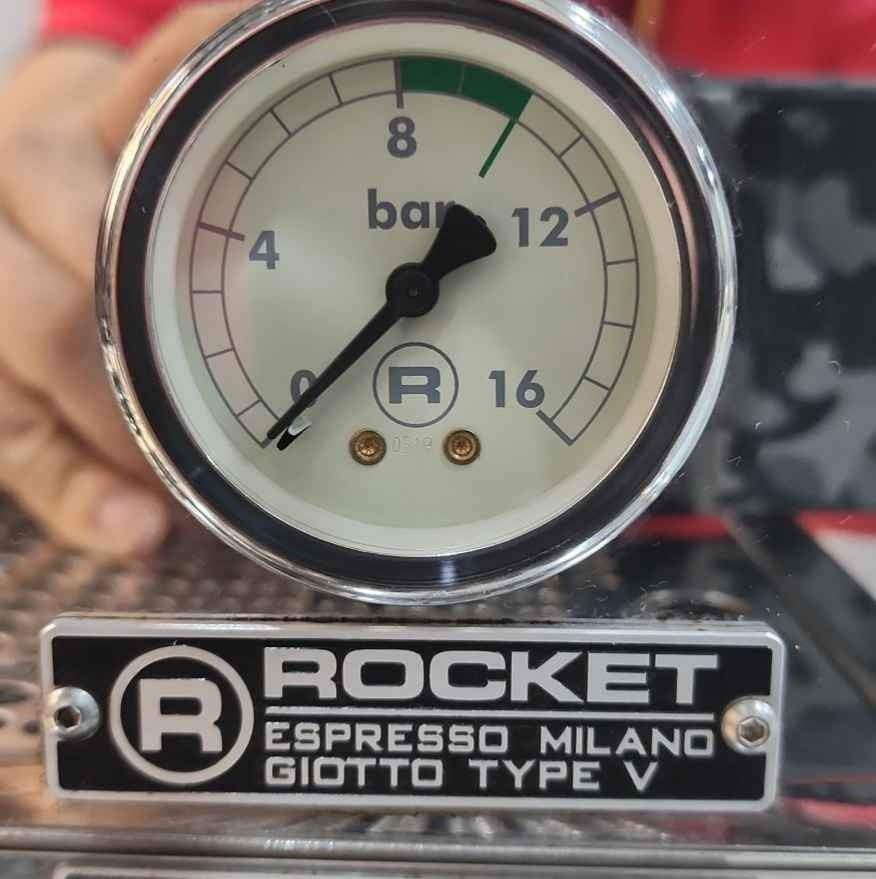 8
bar
4
12
0
R
16
0519
R
ROCKET
ESPRESSO MILANO
GIOTTO TYPE V